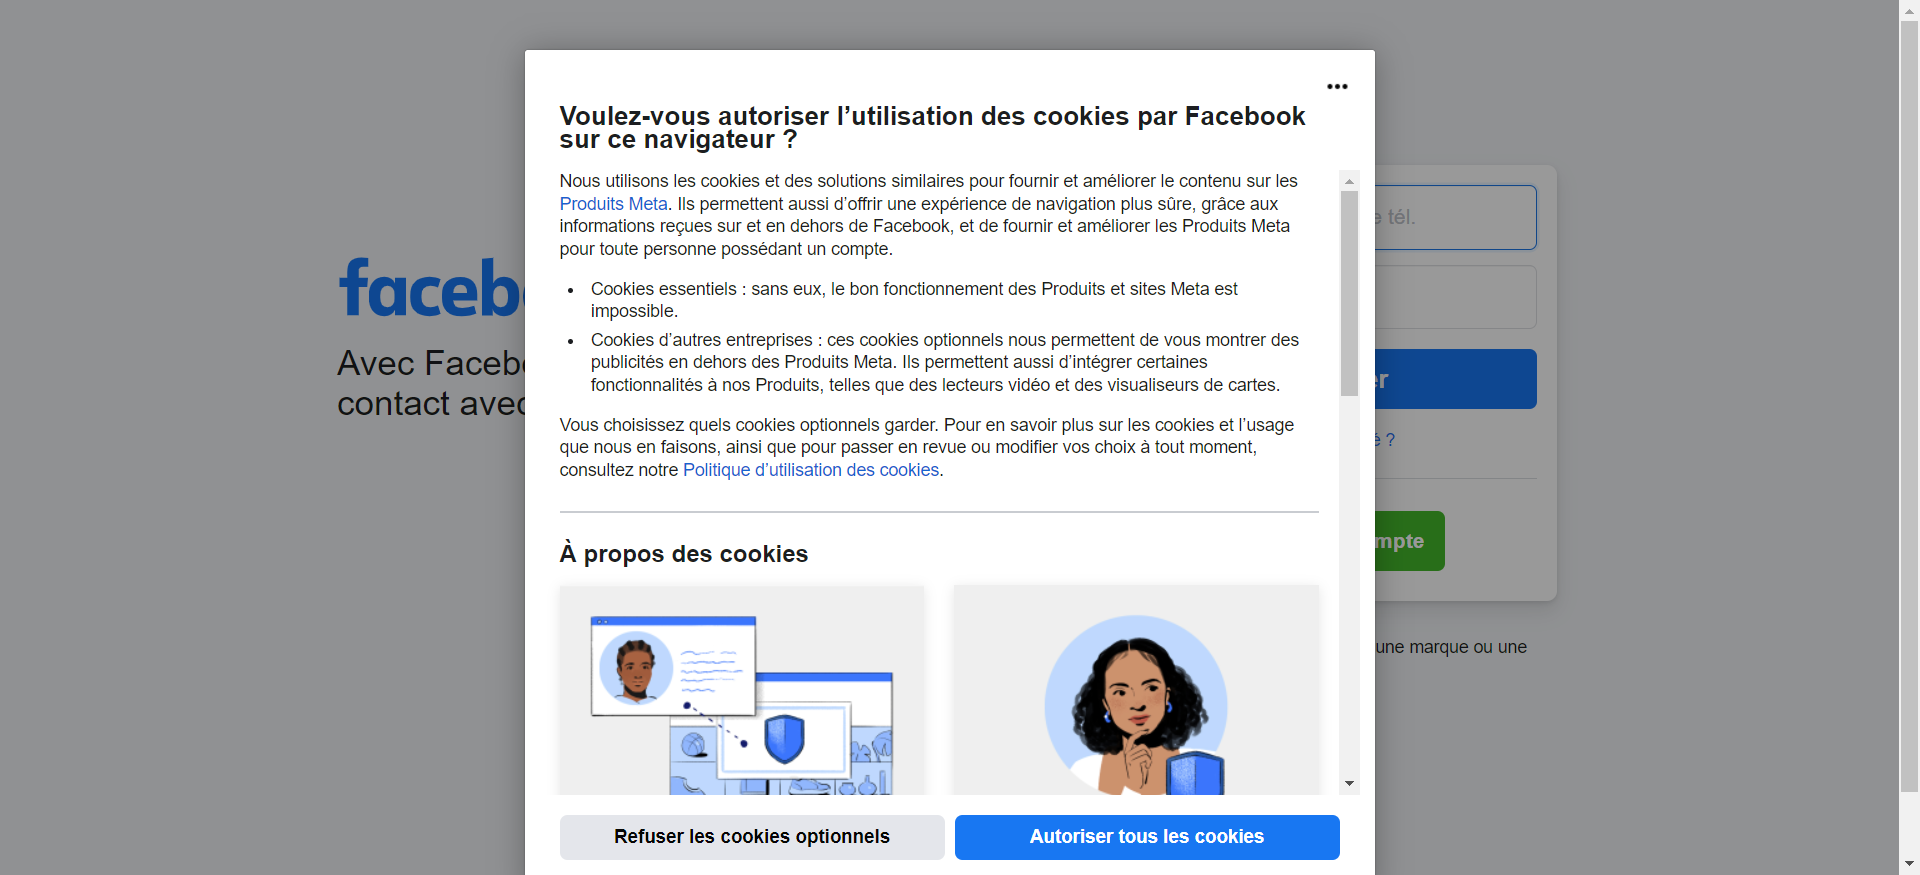 Voulez-vous autoriser l’utilisation des cookies par Facebook
sur ce navigateur ?
Nous utilisons les cookies et des solutions similaires pour fournir et améliorer le contenu sur les
Produits Meta. Ils permettent aussi d’offrir une expérience de navigation plus sûre, grâce aux
informations reçues sur et en dehors de Facebook, et de fournir et améliorer les Produits Meta
pour toute personne possédant un compte.
• Cookies essentiels : sans eux, le bon fonctionnement des Produits et sites Meta est
impossible.
• Cookies d’autres entreprises : ces cookies optionnels nous permettent de vous montrer des
publicités en dehors des Produits Meta. Ils permettent aussi d’intégrer certaines
fonctionnalités à nos Produits, telles que des lecteurs vidéo et des visualiseurs de cartes.
Vous choisissez quels cookies optionnels garder. Pour en savoir plus sur les cookies et l’usage
que nous en faisons, ainsi que pour passer en revue ou modifier vos choix à tout moment,
consultez notre Politique d’utilisation des cookies.
À propos des cookies
Refuser les cookies optionnels
Autoriser tous les cookies
faceb
Avec Faceb
contact avec
e tél.
er
é ?
mpte
une marque ou une